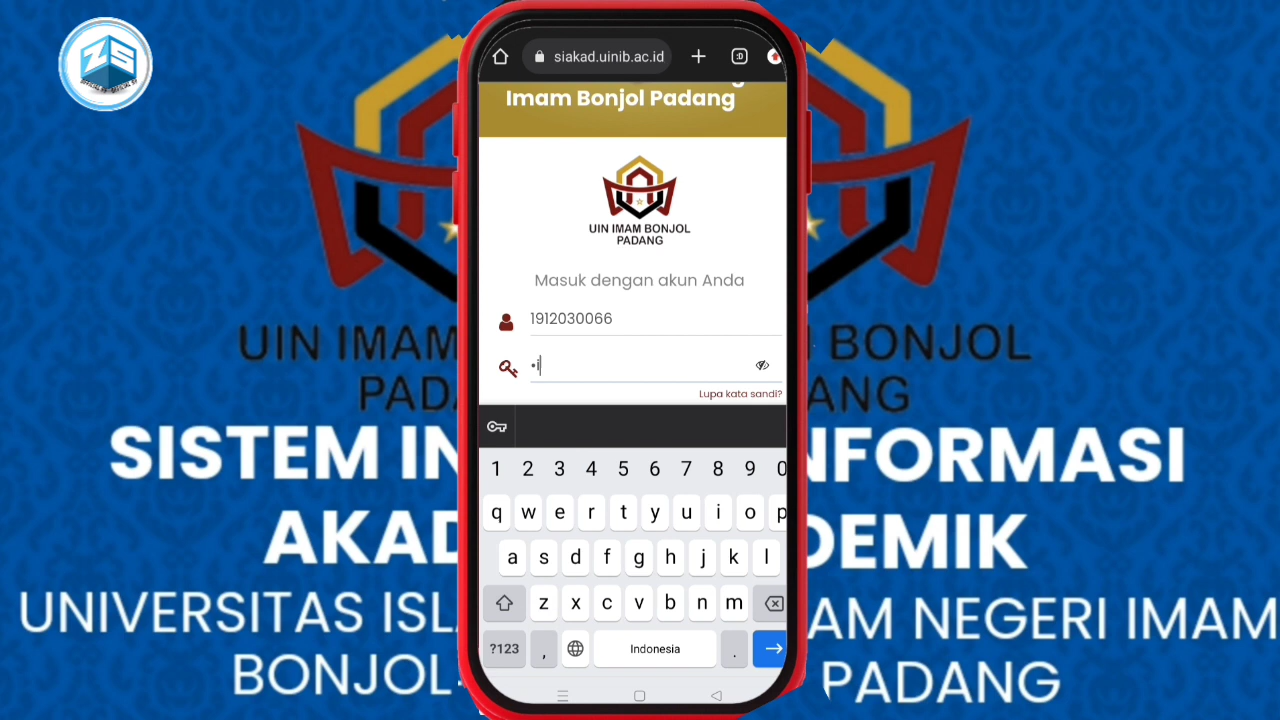 ZS
siakad.uinib.ac.id
:D
Imam Bonjol Padang
UIN IMAM BONJOL
PADANG
Masuk dengan akun Anda
1912030066
•i
Lupa kata sandi?
1 2 3 4 5 6 7 8 9 0
q w e r t y u i o p
a s d f g h j k l
z x c v b n m
?123 , Indonesia .
UIN IMAM BONJOL
PADANG
SISTEM INFORMASI
AKADEMIK
UNIVERSITAS ISLAM NEGERI IMAM
BONJOL PADANG